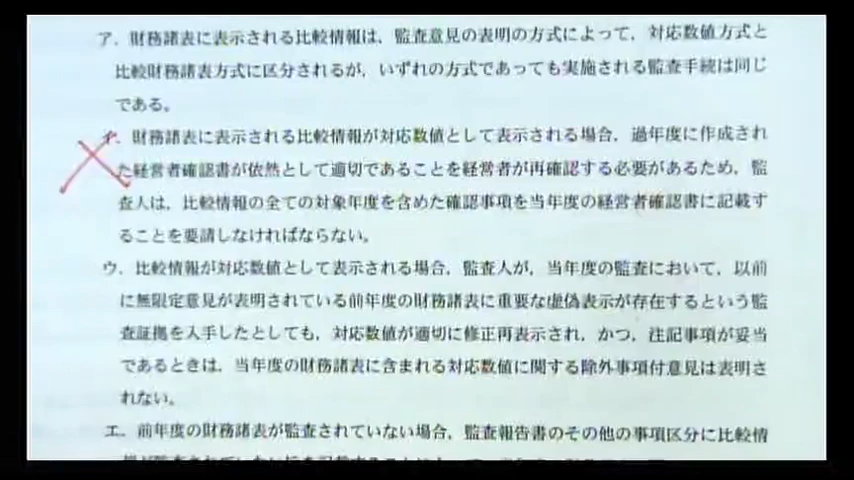 ア．財務諸表に表示される比較情報は，監査意見の表明の方式によって，対応数値方式と
比較財務諸表方式に区分されるが，いずれの方式であっても実施される監査手続は同じ
である。
イ．財務諸表に表示される比較情報が対応数値として表示される場合，過年度に作成され
た経営者確認書が依然として適切であることを経営者が再確認する必要があるため，監
査人は，比較情報の全ての対象年度を含めた確認事項を当年度の経営者確認書に記載す
ることを要請しなければならない。
ウ．比較情報が対応数値として表示される場合，監査人が，当年度の監査において，以前
に無限定意見が表明されている前年度の財務諸表に重要な虚偽表示が存在するという監
査証拠を入手したとしても，対応数値が適切に修正再表示され，かつ，注記事項が妥当
であるときは，当年度の財務諸表に含まれる対応数値に関する除外事項付意見は表明さ
れない。
エ．前年度の財務諸表が監査されていない場合，監査報告書のその他の事項区分に比較情